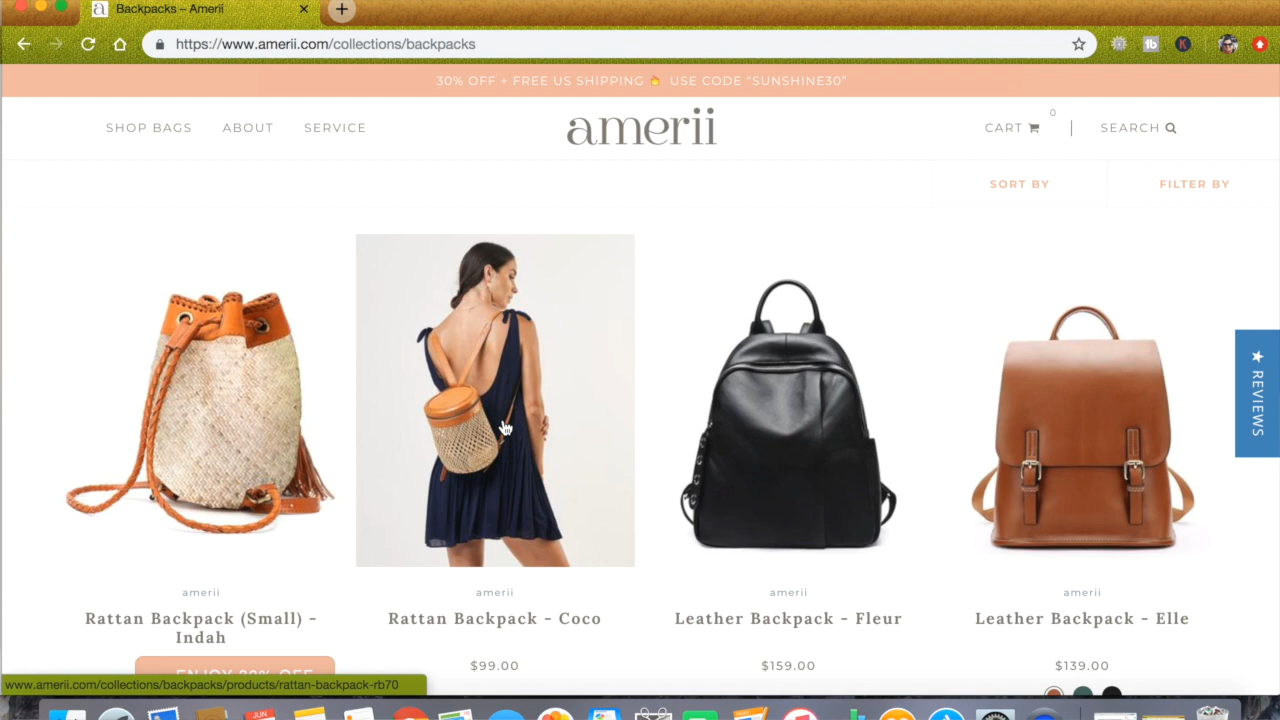 Backpacks – Amerii
https://www.amerii.com/collections/backpacks
30% OFF + FREE US SHIPPING 🔥 USE CODE "SUNSHINE30"
SHOP BAGS ABOUT SERVICE
amerii
0
CART
SEARCH
SORT BY
FILTER BY
★ REVIEWS
amerii
Rattan Backpack (Small) -
Indah
amerii
Rattan Backpack - Coco
$99.00
amerii
Leather Backpack - Fleur
$159.00
amerii
Leather Backpack - Elle
$139.00
www.amerii.com/collections/backpacks/products/rattan-backpack-rb70
JUN